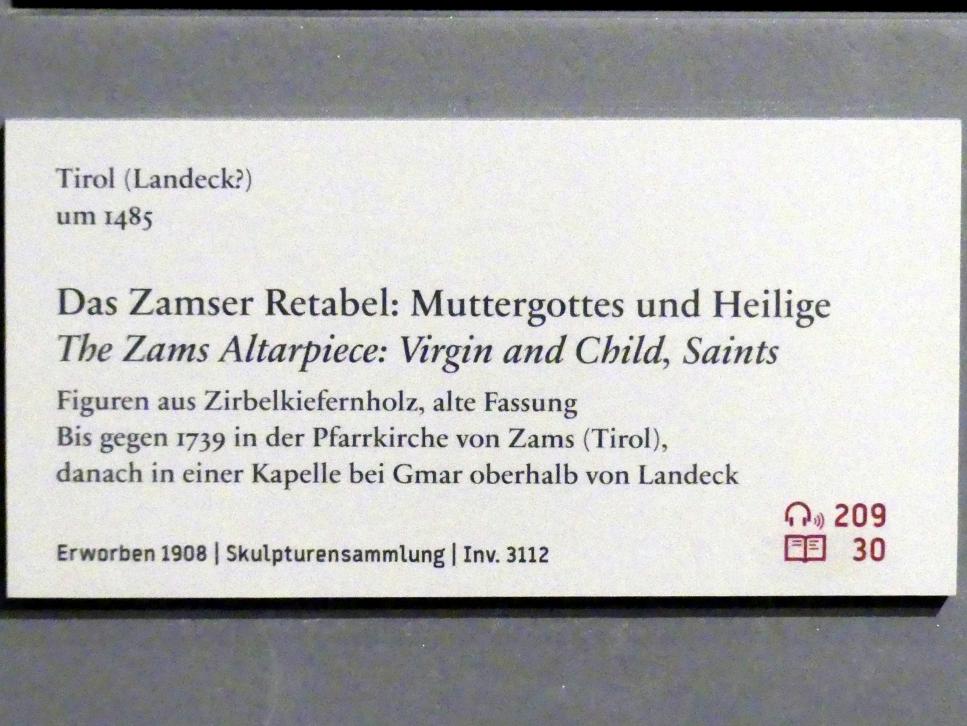 Tirol (Landeck?)
um 1485
Das Zamser Retabel: Muttergottes und Heilige
The Zams Altarpiece: Virgin and Child, Saints
Figuren aus Zirbelkiefernholz, alte Fassung
Bis gegen 1739 in der Pfarrkirche von Zams (Tirol),
danach in einer Kapelle bei Gmar oberhalb von Landeck
Erworben 1908 | Skulpturensammlung | Inv. 3112
209
30